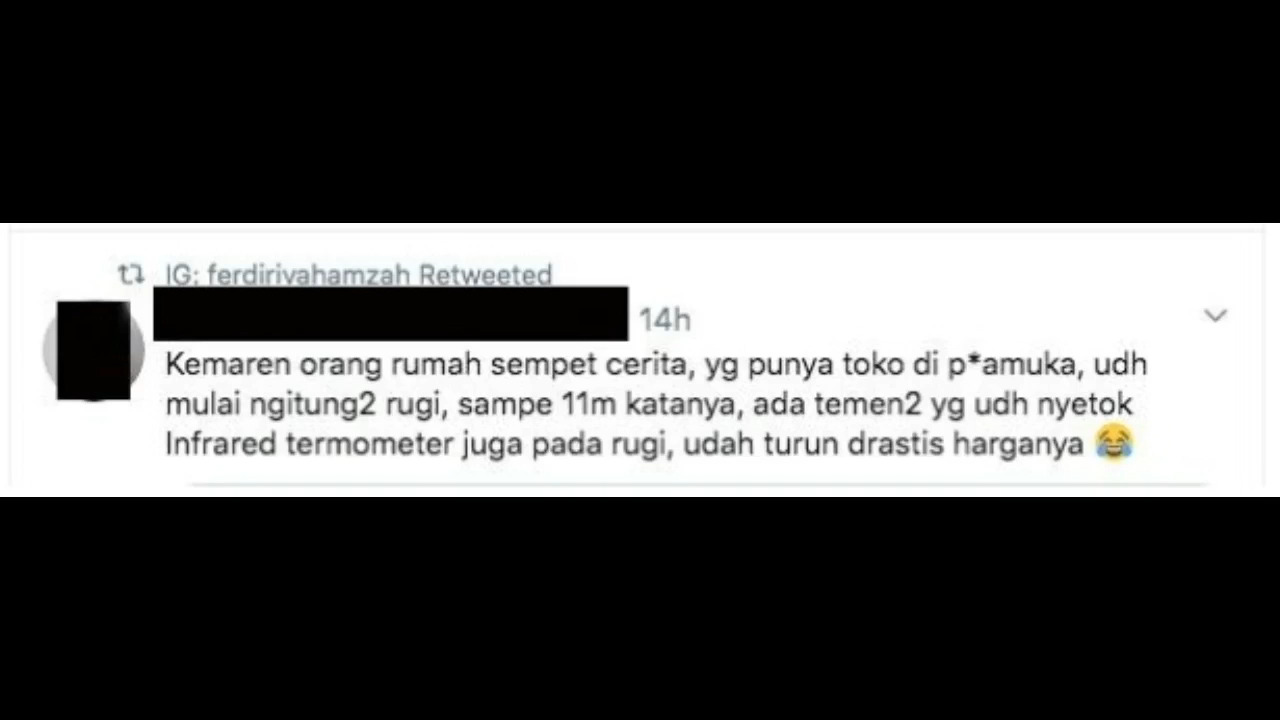 IG: ferdirivahamzah Retweeted
14h
Kemaren orang rumah sempet cerita, yg punya toko di p*amuka, udh
mulai ngitung2 rugi, sampe 11m katanya, ada temen2 yg udh nyetok
Infrared termometer juga pada rugi, udah turun drastis harganya 😂